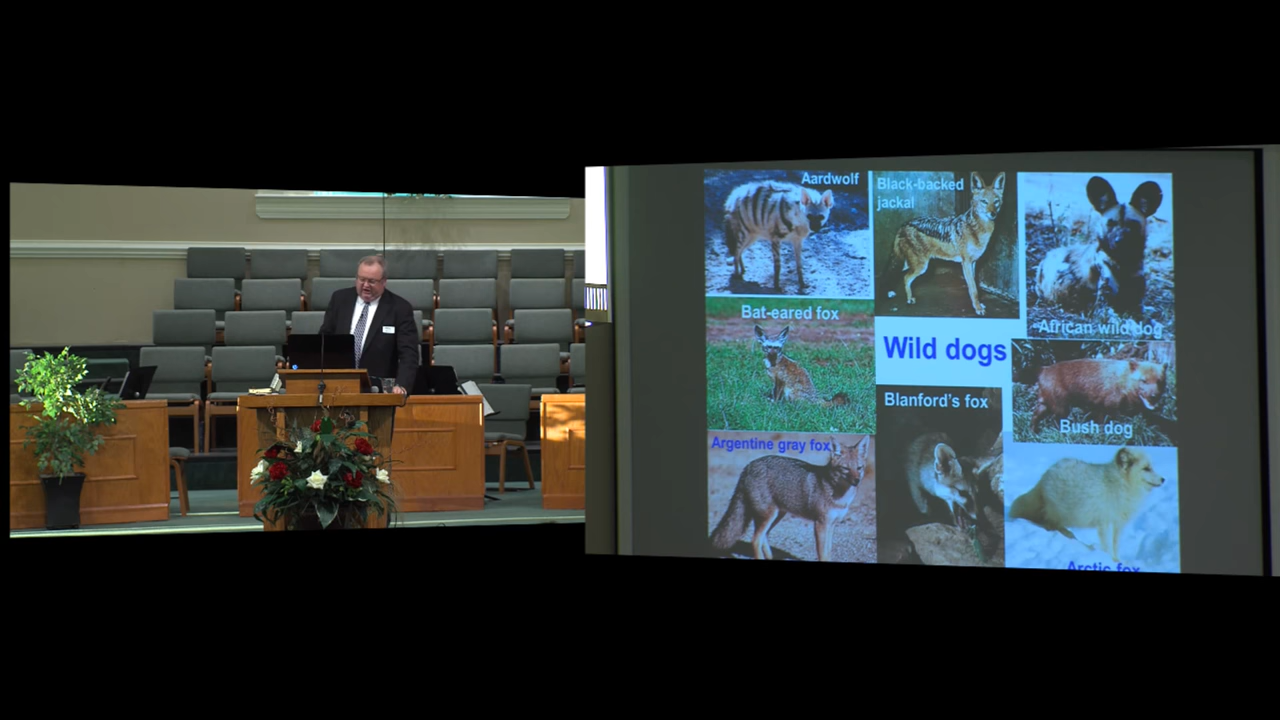 Aardwolf
Black-backed
jackal
African wild dog
Bat-eared fox
Wild dogs
Bush dog
Blanford's fox
Argentine gray fox
Arctic fox